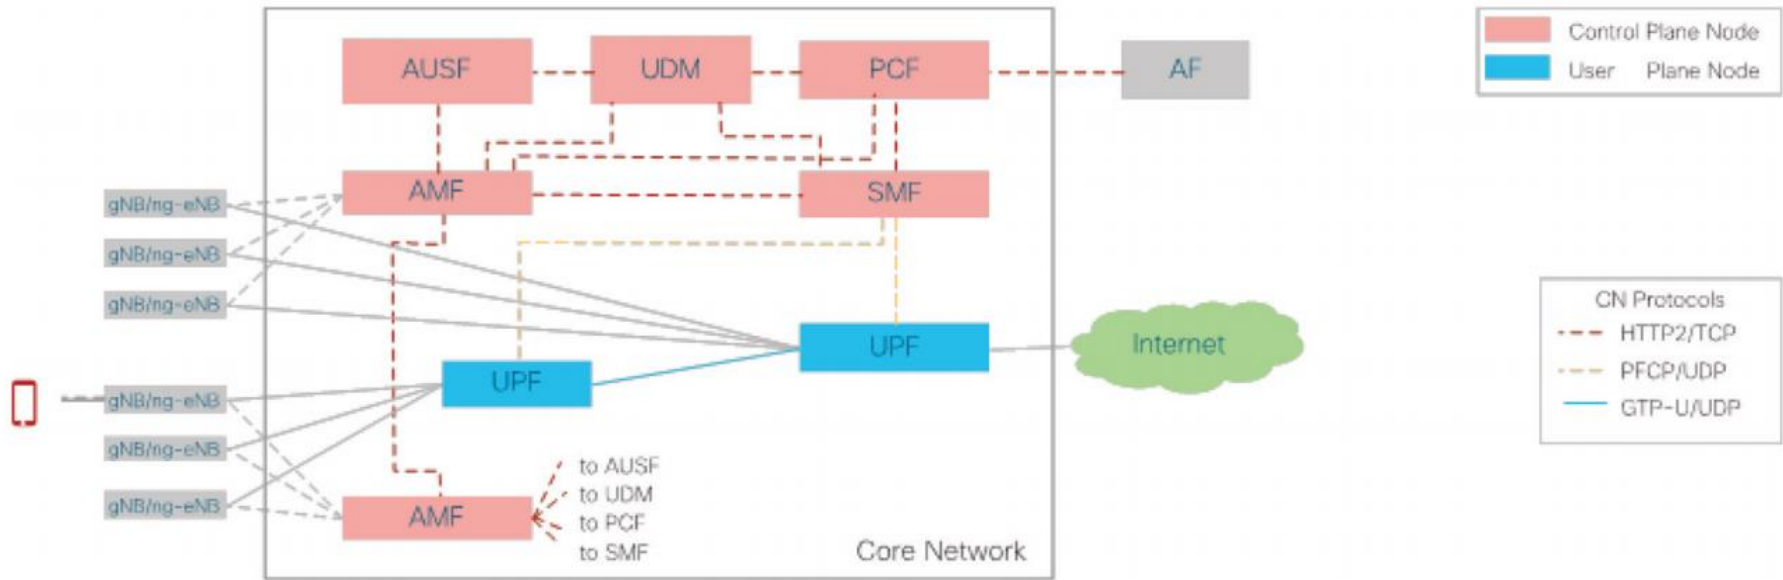 AUSF
UDM
PCF
AF
Control Plane Node
User Plane Node
AMF
SMF
gNB/ng-eNB
gNB/ng-eNB
gNB/ng-eNB
CN Protocols
HTTP2/TCP
PFCP/UDP
GTP-U/UDP
UPF
Internet
UPF
gNB/ng-eNB
gNB/ng-eNB
gNB/ng-eNB
AMF
to AUSF
to UDM
to PCF
to SMF
Core Network